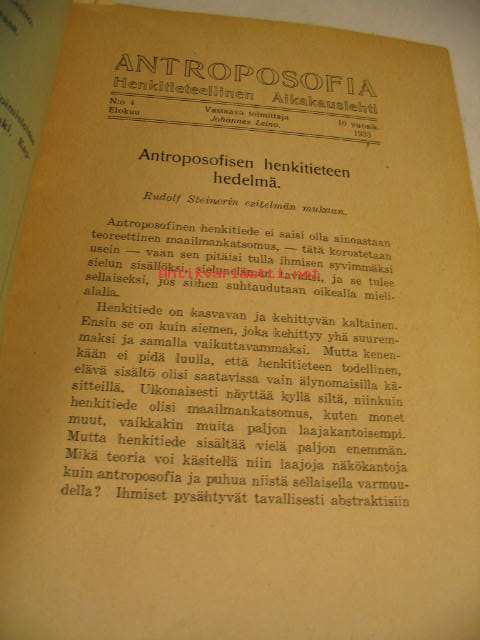 ANTROPOSOFIA
Henkitieteellinen Aikakauslehti
N:o 4
Elokuu
Vastaava toimittaja
Johannes Leino.
10 vuosik.
1933
Antroposofisen henkitieteen
hedelmä.
Rudolf Steinerin esitelmän mukaan.
Antroposofinen henkitiede ei saisi olla ainoastaan
teoreettinen maailmankatsomus, — tätä korostetaan
usein — vaan sen pitäisi tulla ihmisen syvimmäksi
sielun sisällöksi, sielunelämän tavaksi, ja se tulee
sellaiseksi, jos siihen suhtaudutaan oikealla mieli-
alalla.
Henkitiede on kasvavan ja kehittyvän kaltainen.
Ensin se on kuin siemen, joka kehittyy yhä suurem-
maksi ja samalla vaikuttavammaksi. Mutta kenen-
kään ei pidä luulla, että henkitieteen todellinen,
elävä sisältö olisi saatavissa vain älynomaisilla kä-
sitteillä. Ulkonaisesti näyttää kyllä siltä, niinkuin
henkitiede olisi maailmankatsomus, kuten monet
muut, vaikkakin muita paljon laajakantoisempi.
Mutta henkitiede sisältää vielä paljon enemmän.
Mikä teoria voi käsitellä niin laajoja näkökantoja
kuin antroposofia ja puhua niistä sellaisella varmuu-
della? Ihmiset pysähtyvät tavallisesti abstraktisiin